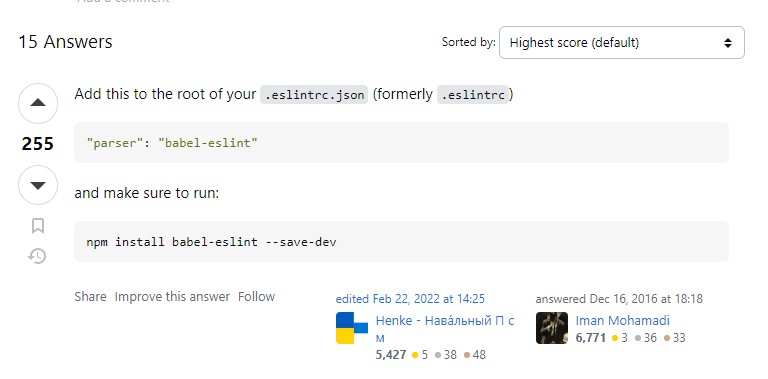 Add a comment
15 Answers
Sorted by: Highest score (default)
Add this to the root of your .eslintrc.json (formerly .eslintrc)
255
"parser": "babel-eslint"
and make sure to run:
npm install babel-eslint --save-dev
Share Improve this answer Follow
edited Feb 22, 2022 at 14:25
Henke - Нава́льный П с
м
5,427 5 38 48
answered Dec 16, 2016 at 18:18
Iman Mohamadi
6,771 3 36 33